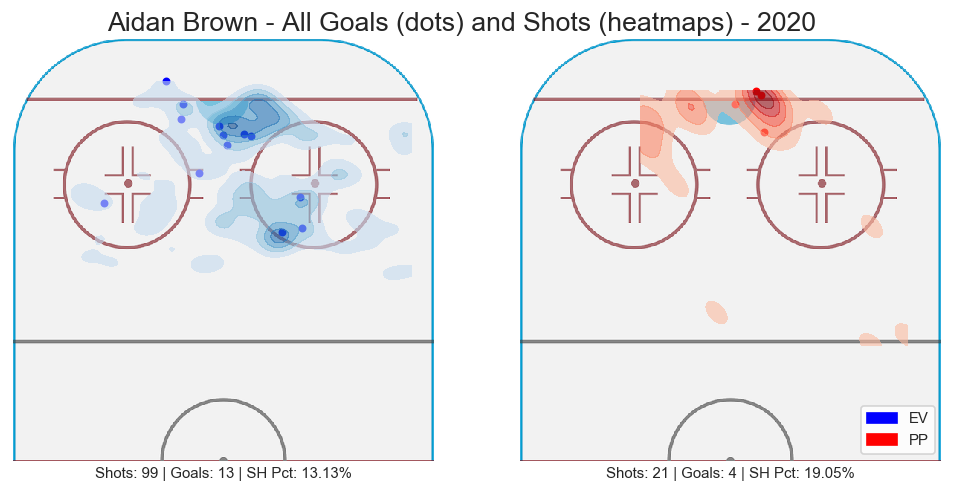 Aidan Brown - All Goals (dots) and Shots (heatmaps) - 2020
EV
PP
Shots: 99 | Goals: 13 | SH Pct: 13.13%
Shots: 21 | Goals: 4 | SH Pct: 19.05%